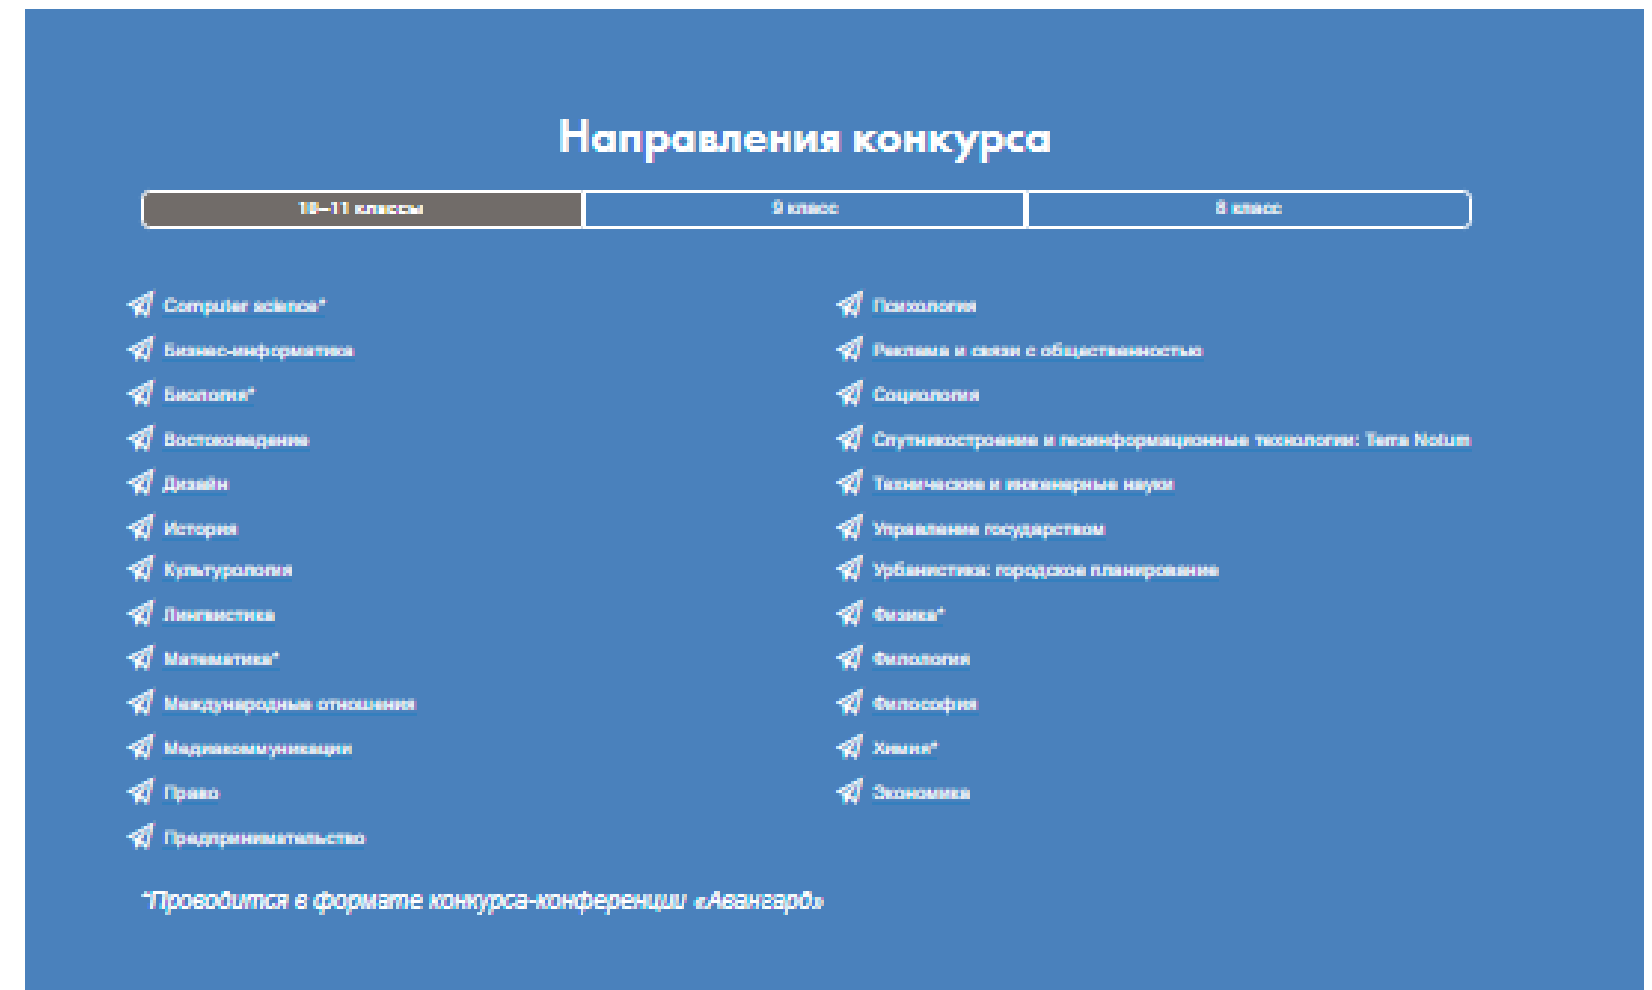 Направления конкурса
10–11 классы
9 класс
8 класс
Computer science*
Бизнес-информатика
Биология*
Востоковедение
Дизайн
История
Культурология
Лингвистика
Математика*
Международные отношения
Медиакоммуникации
Право
Предпринимательство
Психология
Реклама и связи с общественностью
Социология
Спутникостроение и геоинформационные технологии: Terra Notum
Технические и инженерные науки
Управление государством
Урбанистика: городское планирование
Физика*
Филология
Философия
Химия*
Экономика
*Проводится в формате конкурса-конференции «Авангард»